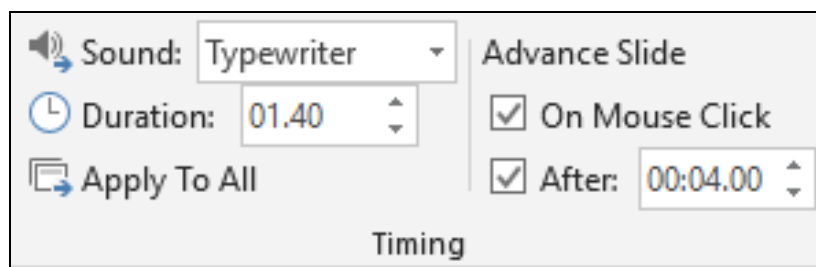 Sound: Typewriter
Duration: 01.40
Apply To All
Advance Slide
On Mouse Click
After: 00:04.00
Timing